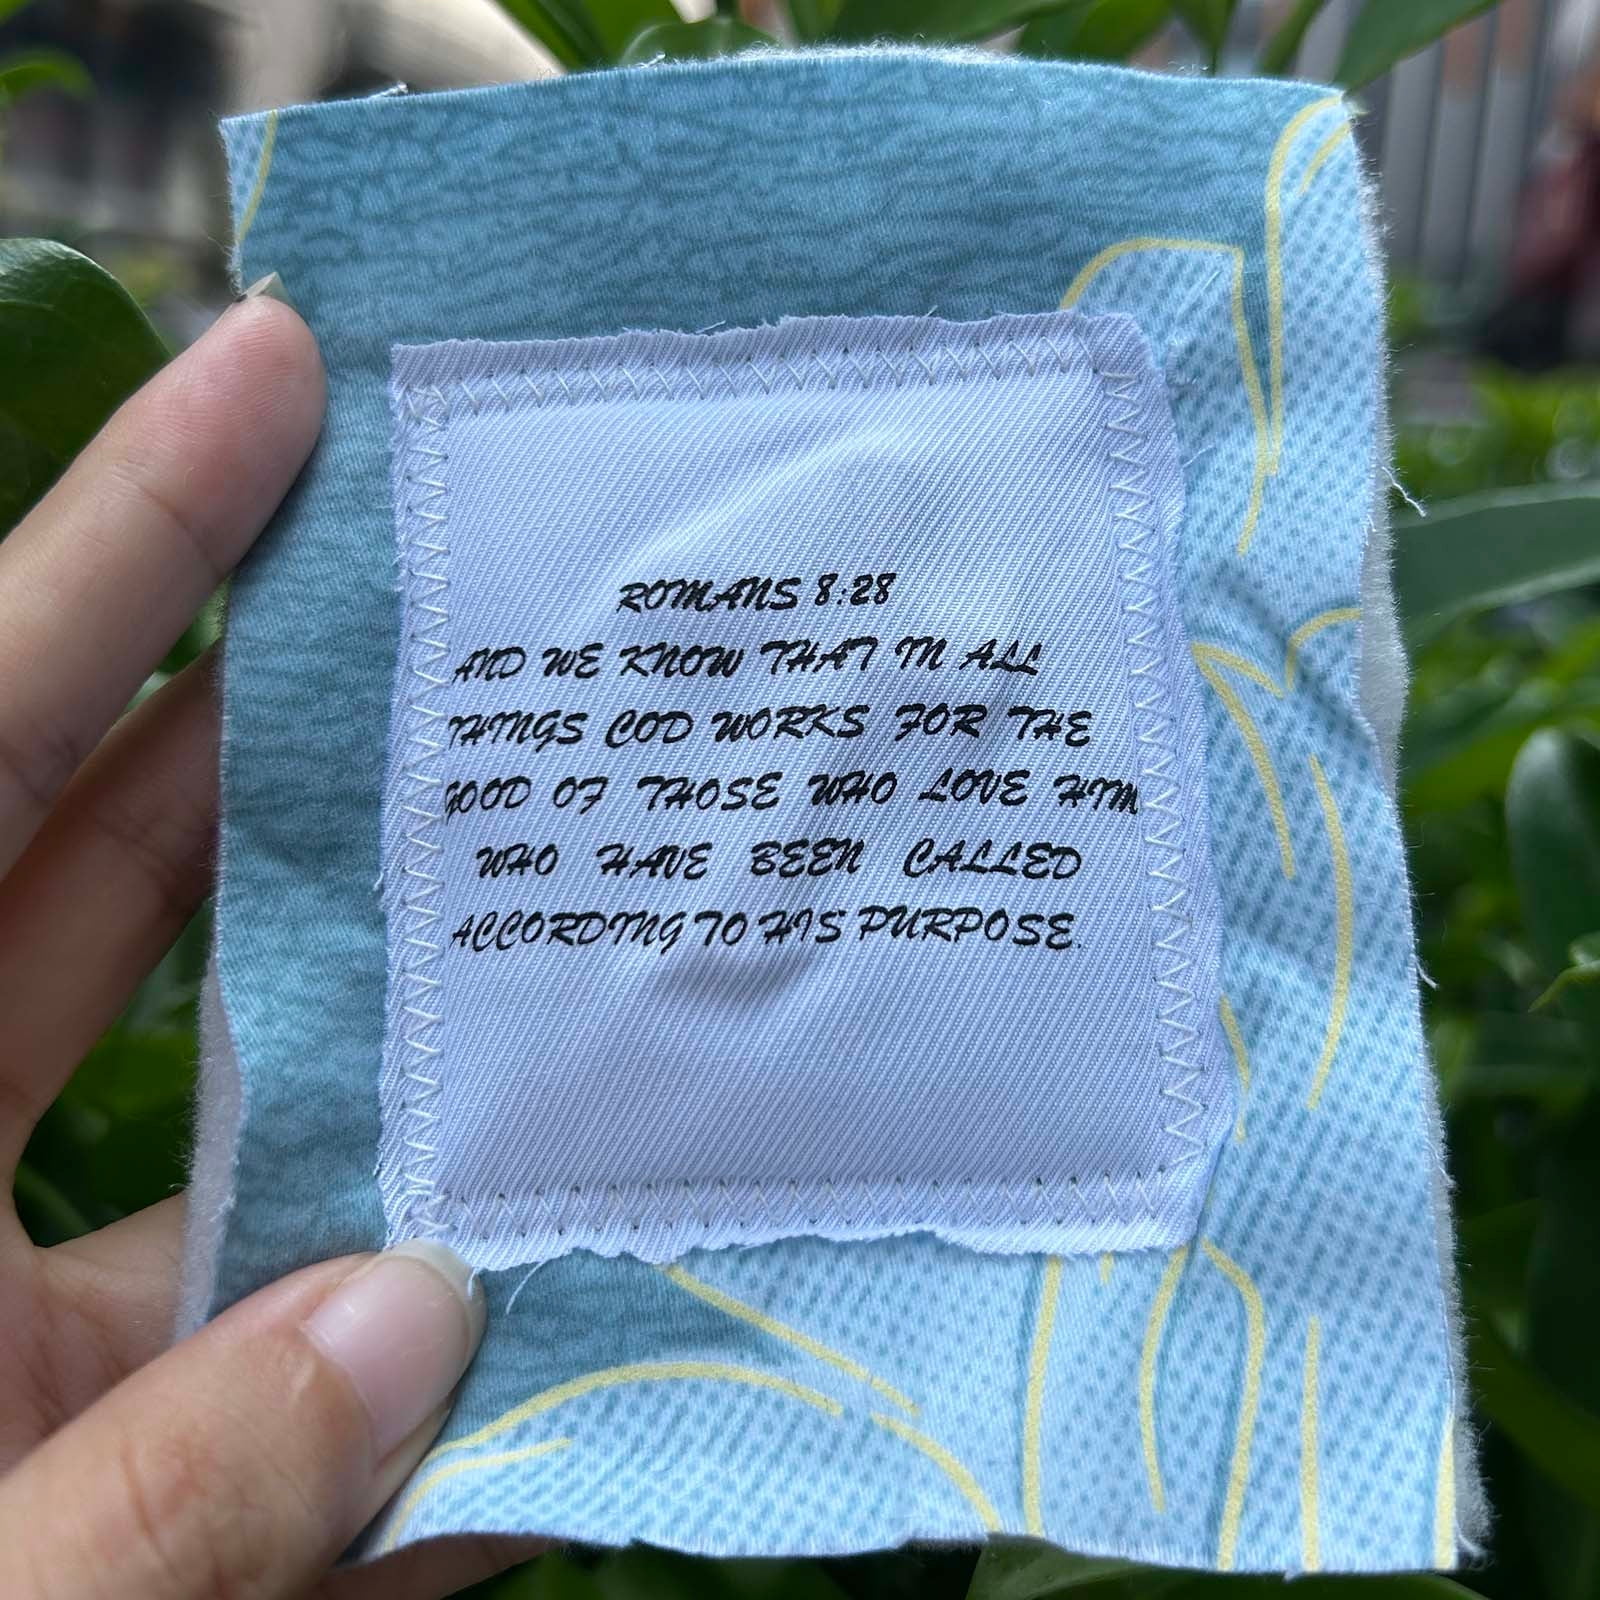 ROMANS 8:28
AND WE KNOW THAT IN ALL
THINGS COD WORKS FOR THE
GOOD OF THOSE WHO LOVE HIM
WHO HAVE BEEN CALLED
ACCORDING TO HIS PURPOSE.